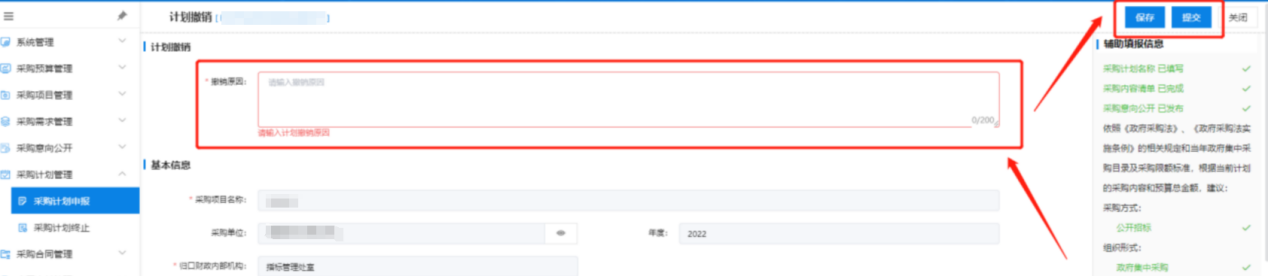 计划撤销 [ ]
保存
提交
关闭
系统管理
采购预算管理
采购项目管理
采购需求管理
采购意向公开
采购计划管理
采购计划申报
采购计划终止
采购合同管理
计划撤销
* 撤销原因：
请输入撤销原因
0/200
请输入计划撤销原因
基本信息
* 采购项目名称：
采购单位：
年度：
2022
* 归口财政内部机构：
指标管理处室
辅助填报信息
采购计划名称 已填写
采购内容清单 已完成
采购意向公开 已发布
依照《政府采购法》、《政府采购法实
施条例》的相关规定和当年政府集中采
购目录及采购限额标准，根据当前计划
的采购内容和预算总金额，建议：
采购方式：
公开招标
组织形式：
政府集中采购